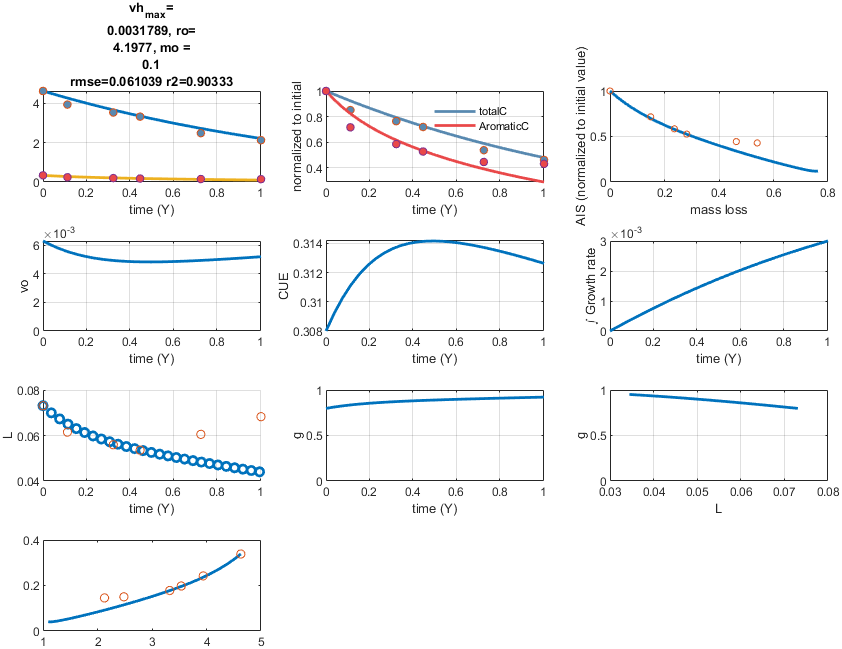 vh_max=
0.0031789, ro=
4.1977, mo =
0.1
rmse=0.061039 r2=0.90333
4
2
0
0 0.2 0.4 0.6 0.8 1
time (Y)
normalized to initial
1
0.8
0.6
0.4
totalC
AromaticC
0 0.2 0.4 0.6 0.8 1
time (Y)
AIS (normalized to initial value)
1
0.5
0
0 0.2 0.4 0.6 0.8
mass loss
×10⁻³
vo
6
4
2
0
0 0.2 0.4 0.6 0.8 1
time (Y)
CUE
0.314
0.312
0.31
0.308
0 0.2 0.4 0.6 0.8 1
time (Y)
×10⁻³
∫ Growth rate
3
2
1
0
0 0.2 0.4 0.6 0.8 1
time (Y)
L
0.08
0.06
0.04
0 0.2 0.4 0.6 0.8 1
time (Y)
g
1
0.5
0
0 0.2 0.4 0.6 0.8 1
time (Y)
g
1
0.5
0
0.03 0.04 0.05 0.06 0.07 0.08
L
0.4
0.2
0
1 2 3 4 5